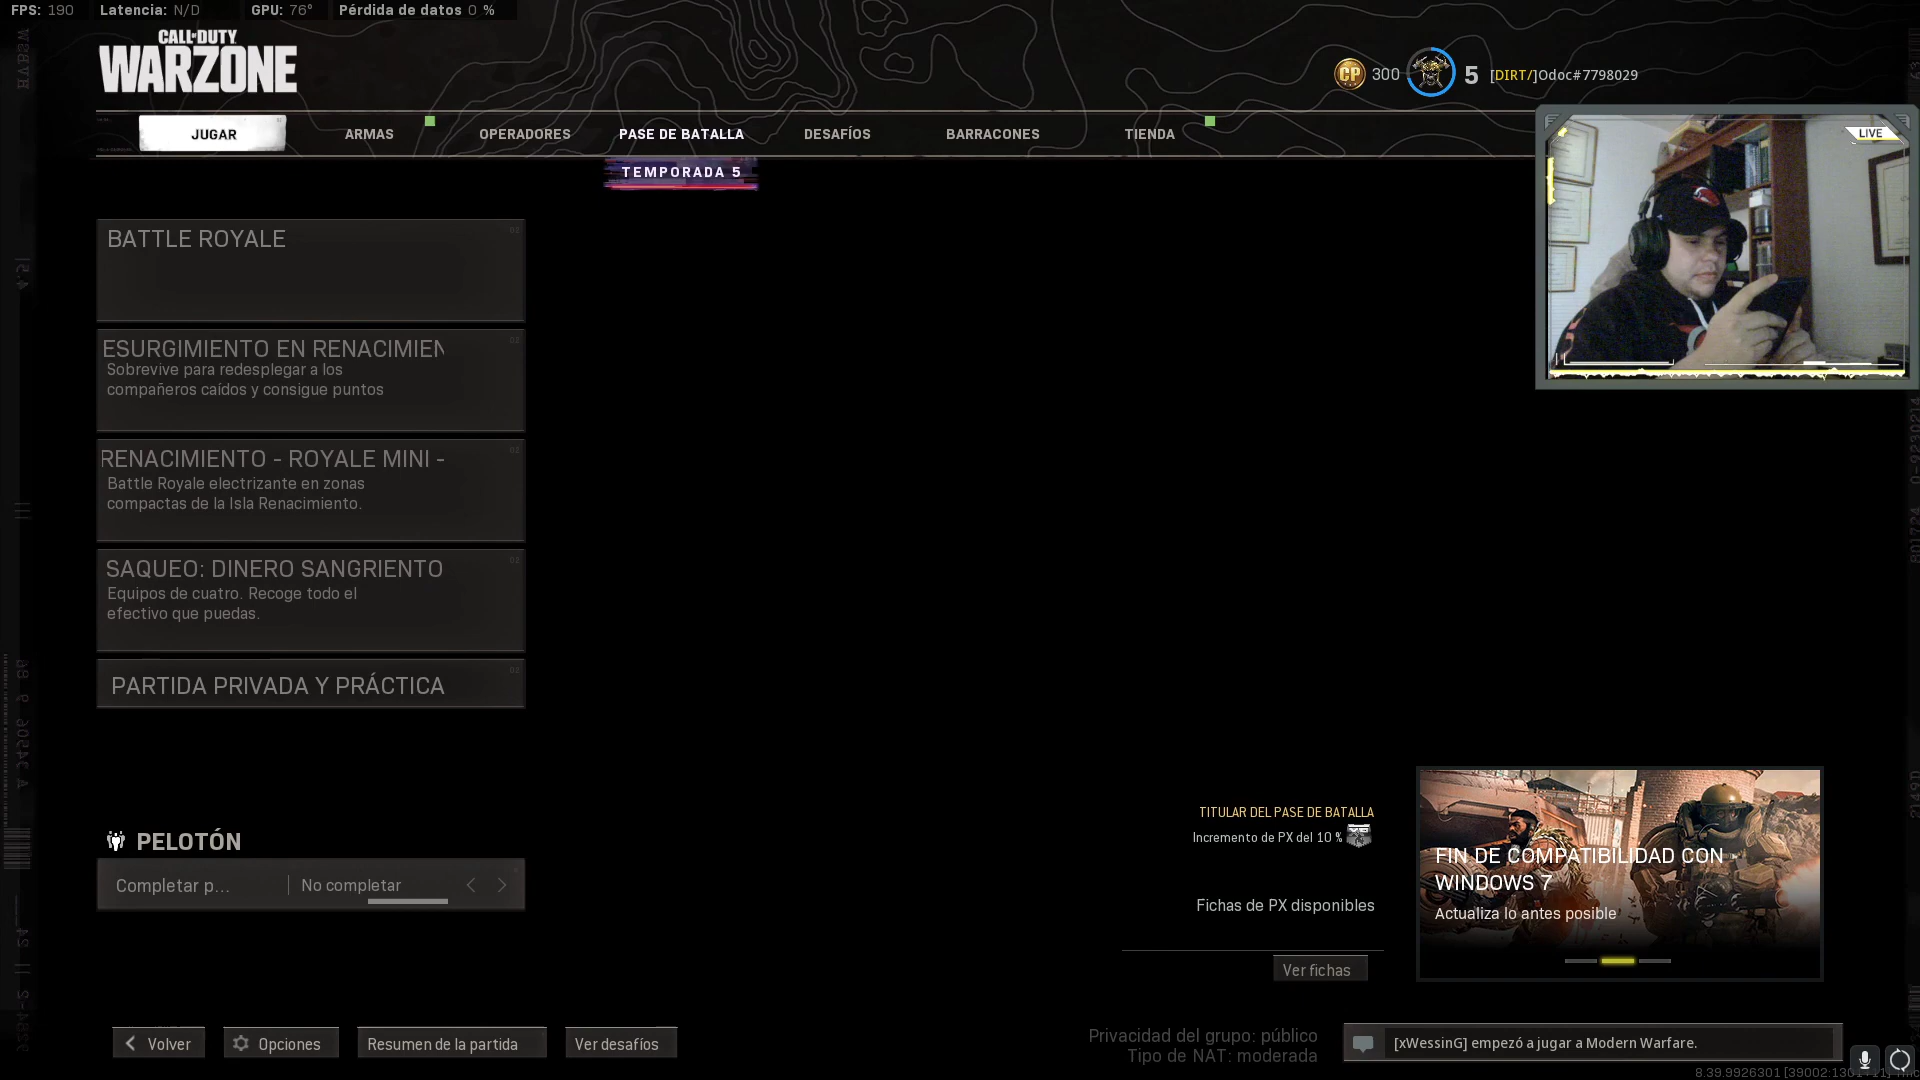 FPS: 190 Latencia: N/D GPU: 76° Pérdida de datos 0 %
CALL OF DUTY
WARZONE
CP 300 5 [DIRT/]Odoc#7798029
JUGAR ARMAS OPERADORES PASE DE BATALLA DESAFÍOS BARRACONES TIENDA
TEMPORADA 5
LIVE
BATTLE ROYALE
ESURGIMIENTO EN RENACIMIEN
Sobrevive para redesplegar a los
compañeros caídos y consigue puntos
RENACIMIENTO - ROYALE MINI -
Battle Royale electrizante en zonas
compactas de la Isla Renacimiento.
SAQUEO: DINERO SANGRIENTO
Equipos de cuatro. Recoge todo el
efectivo que puedas.
PARTIDA PRIVADA Y PRÁCTICA
PELOTÓN
Completar p... No completar
TITULAR DEL PASE DE BATALLA
Incremento de PX del 10 %
Fichas de PX disponibles
Ver fichas
FIN DE COMPATIBILIDAD CON
WINDOWS 7
Actualiza lo antes posible
Volver Opciones Resumen de la partida Ver desafíos
Privacidad del grupo: público
Tipo de NAT: moderada
[xWessinG] empezó a jugar a Modern Warfare.